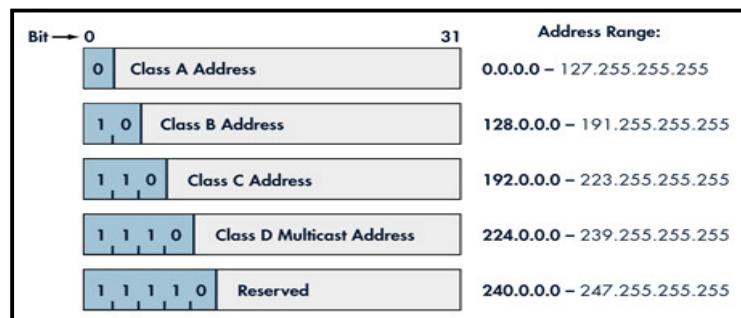 Bit → 0 31 Address Range:
0 Class A Address 0.0.0.0 – 127.255.255.255
1 0 Class B Address 128.0.0.0 – 191.255.255.255
1 1 0 Class C Address 192.0.0.0 – 223.255.255.255
1 1 1 0 Class D Multicast Address 224.0.0.0 – 239.255.255.255
1 1 1 1 0 Reserved 240.0.0.0 – 247.255.255.255